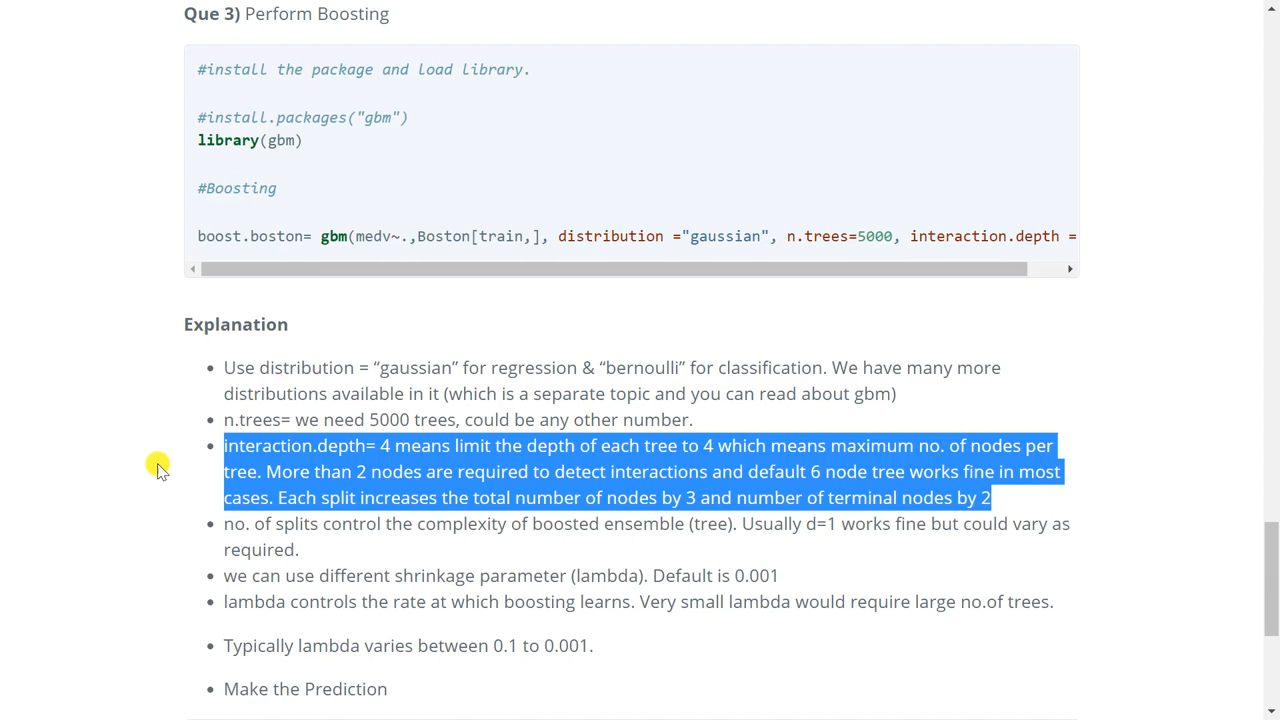 Que 3) Perform Boosting
#install the package and load library.
#install.packages("gbm")
library(gbm)
#Boosting
boost.boston= gbm(medv~.,Boston[train,], distribution ="gaussian", n.trees=5000, interaction.depth =
Explanation
Use distribution = “gaussian” for regression & “bernoulli” for classification. We have many more
distributions available in it (which is a separate topic and you can read about gbm)
n.trees= we need 5000 trees, could be any other number.
interaction.depth= 4 means limit the depth of each tree to 4 which means maximum no. of nodes per
tree. More than 2 nodes are required to detect interactions and default 6 node tree works fine in most
cases. Each split increases the total number of nodes by 3 and number of terminal nodes by 2
no. of splits control the complexity of boosted ensemble (tree). Usually d=1 works fine but could vary as
required.
we can use different shrinkage parameter (lambda). Default is 0.001
lambda controls the rate at which boosting learns. Very small lambda would require large no.of trees.
Typically lambda varies between 0.1 to 0.001.
Make the Prediction